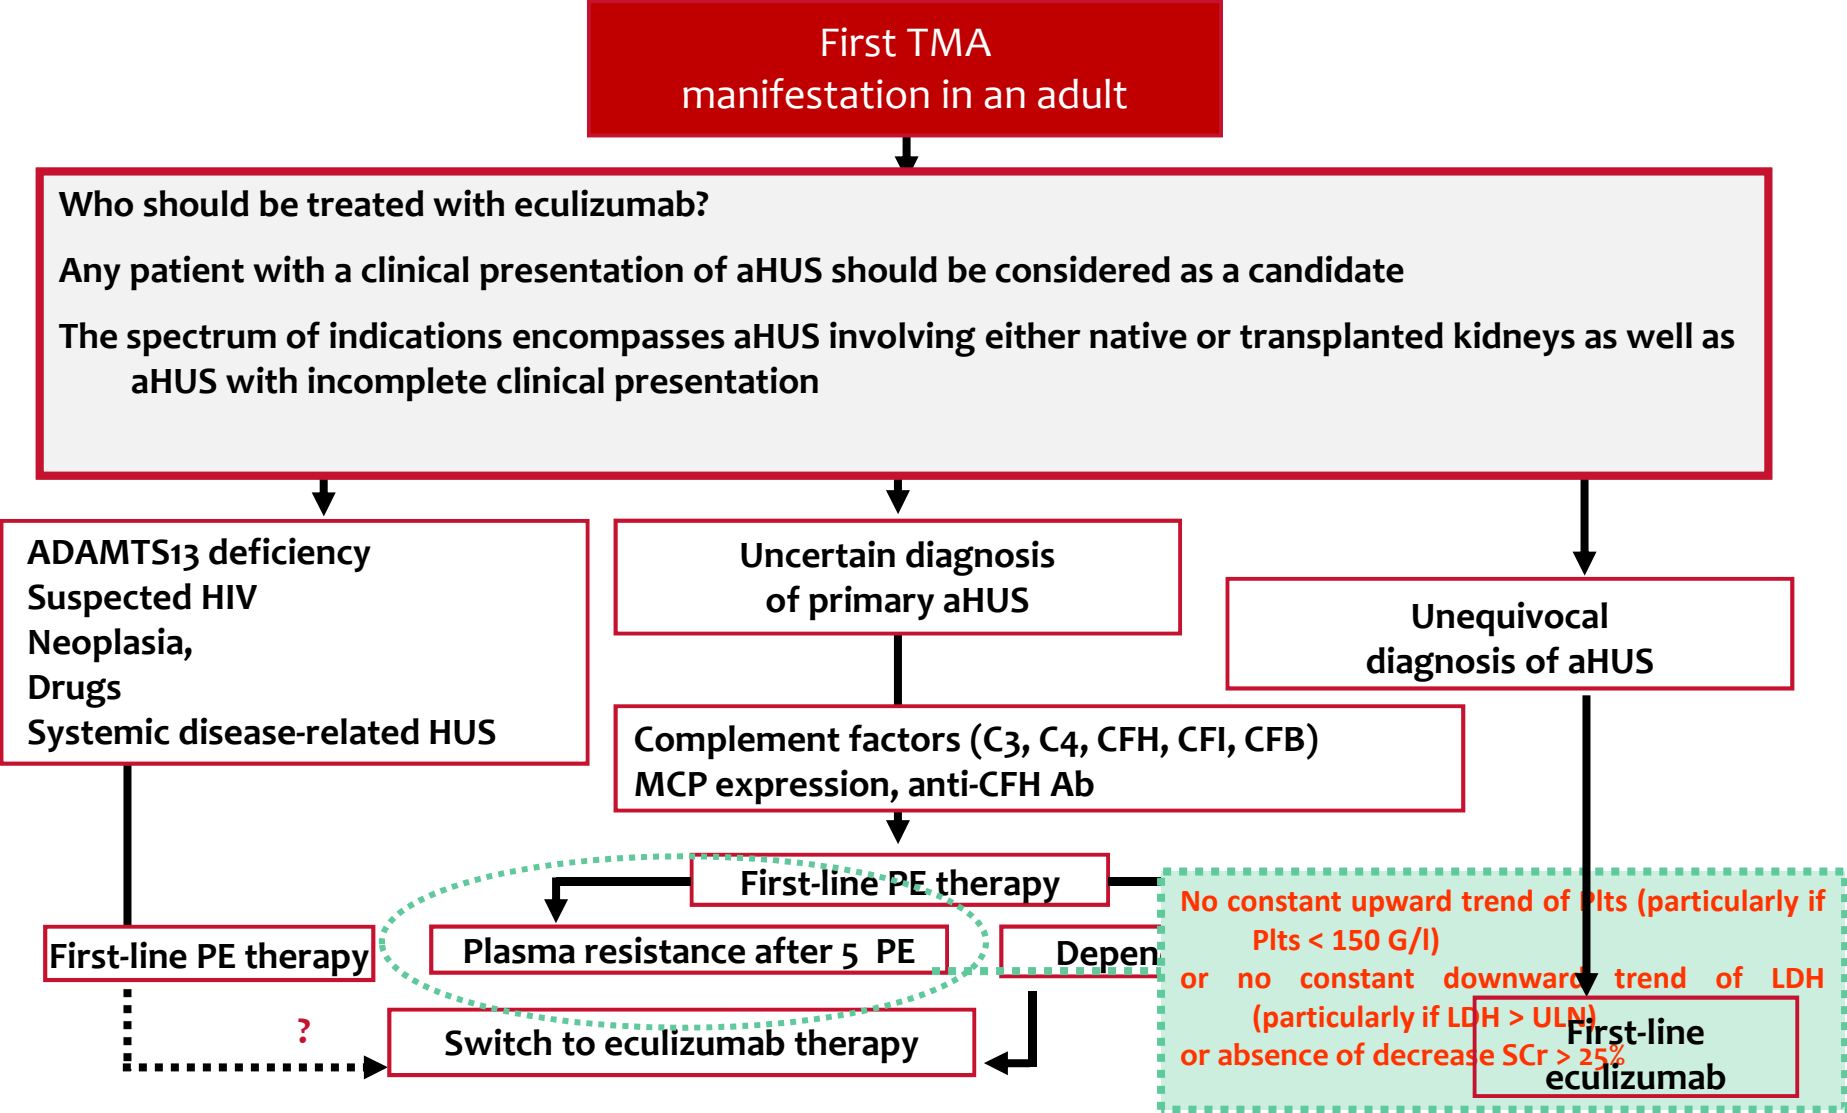 First TMA
manifestation in an adult
Who should be treated with eculizumab?
Any patient with a clinical presentation of aHUS should be considered as a candidate
The spectrum of indications encompasses aHUS involving either native or transplanted kidneys as well as
aHUS with incomplete clinical presentation
ADAMTS13 deficiency
Suspected HIV
Neoplasia,
Drugs
Systemic disease-related HUS
Uncertain diagnosis
of primary aHUS
Unequivocal
diagnosis of aHUS
Complement factors (C3, C4, CFH, CFI, CFB)
MCP expression, anti-CFH Ab
First-line PE therapy
First-line PE therapy
Plasma resistance after 5 PE
Depen
No constant upward trend of Plts (particularly if
Plts < 150 G/l)
or no constant downward trend of LDH
(particularly if LDH > ULN)
or absence of decrease SCr > 25%
?
Switch to eculizumab therapy
First-line
eculizumab